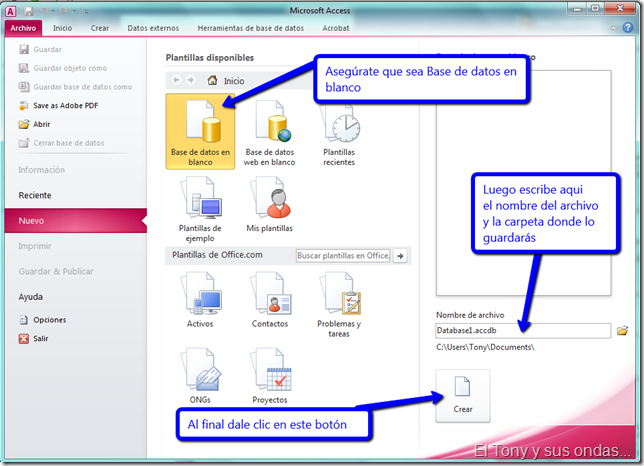 Microsoft Access
Archivo Inicio Crear Datos externos Herramientas de base de datos Acrobat
Guardar
Guardar objeto como
Guardar base de datos como
Save as Adobe PDF
Abrir
Cerrar base de datos
Información
Reciente
Nuevo
Imprimir
Guardar & Publicar
Ayuda
Opciones
Salir
Plantillas disponibles
Inicio
Base de datos en
blanco
Base de datos
web en blanco
Plantillas
recientes
Plantillas de
ejemplo
Mis plantillas
Plantillas de Office.com
Buscar plantillas en Office.
Activos
Contactos
Problemas y
tareas
ONGs
Proyectos
Asegúrate que sea Base de datos en
blanco
Luego escribe aqui
el nombre del archivo
y la carpeta donde lo
guardarás
Nombre de archivo
Database1.accdb
C:\Users\Tony\Documents\
Crear
Al final dale clic en este botón
El Tony y sus ondas...